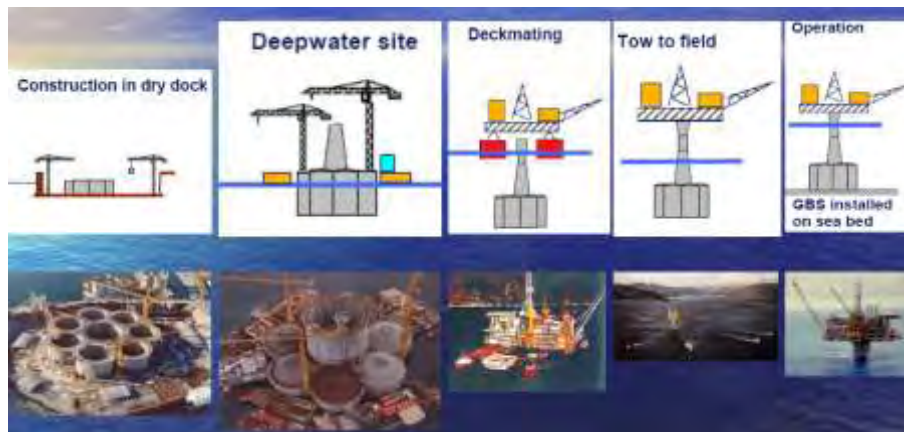 Construction in dry dock
Deepwater site
Deckmating
Tow to field
Operation
GBS installed
on sea bed